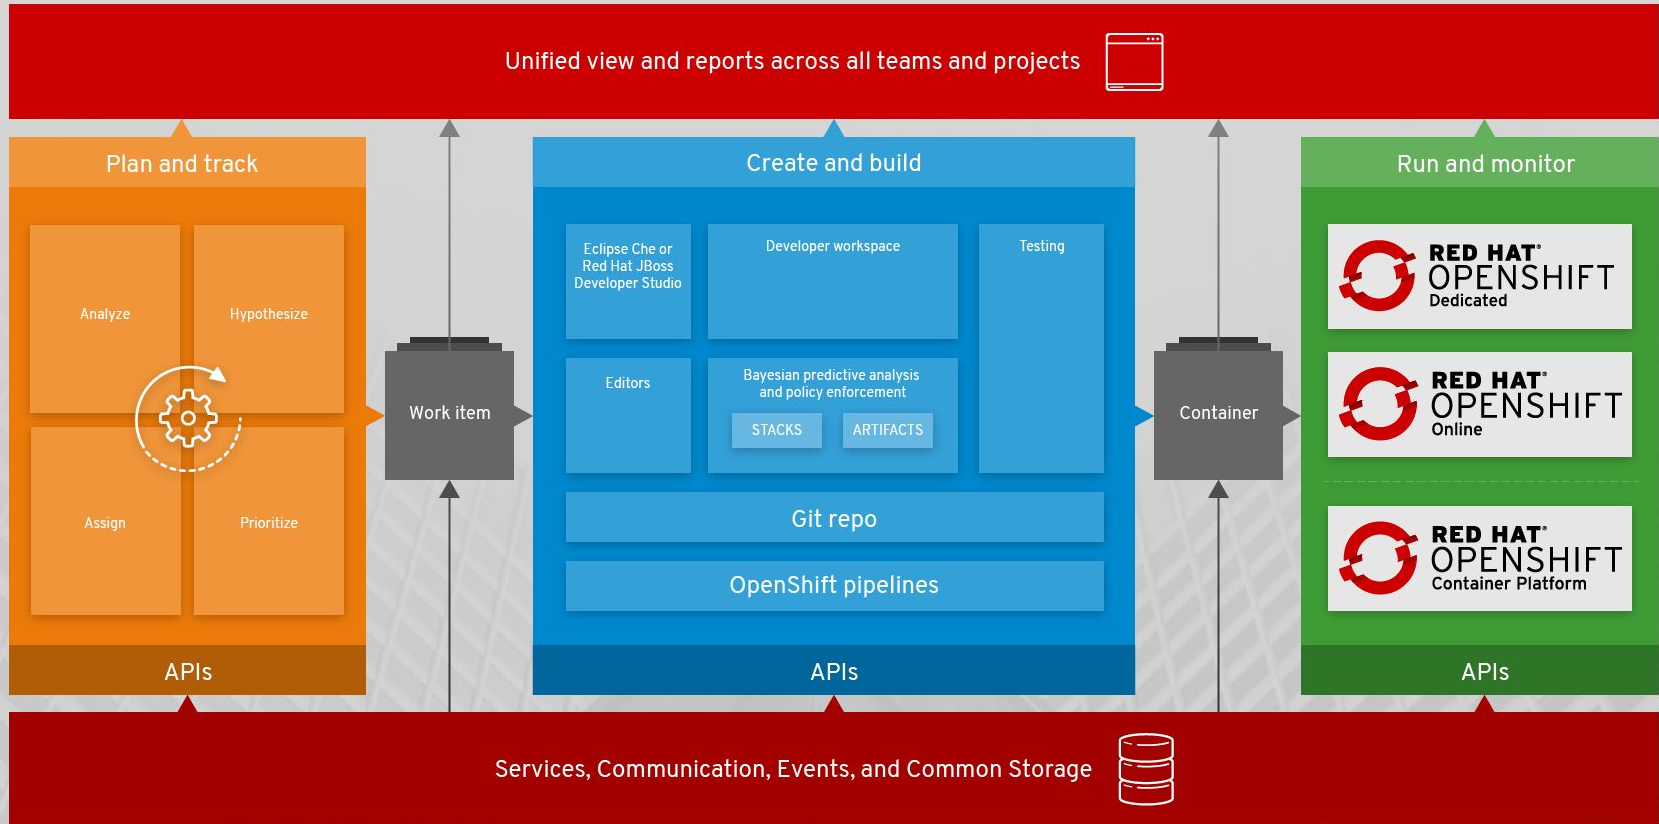 Unified view and reports across all teams and projects
Plan and track
Analyze
Hypothesize
Assign
Prioritize
APIs
Work item
Create and build
Eclipse Che or
Red Hat JBoss
Developer Studio
Developer workspace
Testing
Editors
Bayesian predictive analysis
and policy enforcement
STACKS
ARTIFACTS
Git repo
OpenShift pipelines
APIs
Container
Run and monitor
RED HAT®
OPENSHIFT
Dedicated
RED HAT®
OPENSHIFT
Online
RED HAT®
OPENSHIFT
Container Platform
APIs
Services, Communication, Events, and Common Storage